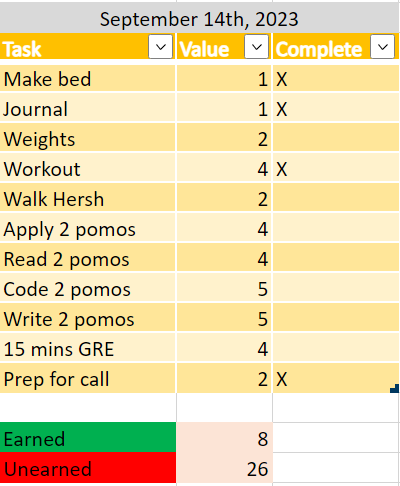 September 14th, 2023
Task Value Complete
Make bed 1 X
Journal 1 X
Weights 2
Workout 4 X
Walk Hersh 2
Apply 2 pomos 4
Read 2 pomos 4
Code 2 pomos 5
Write 2 pomos 5
15 mins GRE 4
Prep for call 2 X
Earned 8
Unearned 26